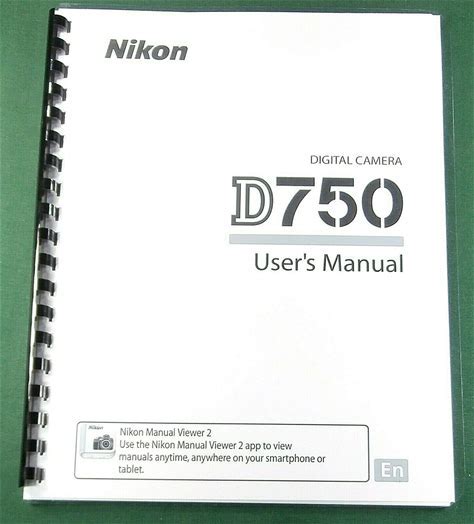 Nikon
DIGITAL CAMERA
D750
User's Manual
Nikon
Nikon Manual Viewer 2
Use the Nikon Manual Viewer 2 app to view
manuals anytime, anywhere on your smartphone or
tablet.
En